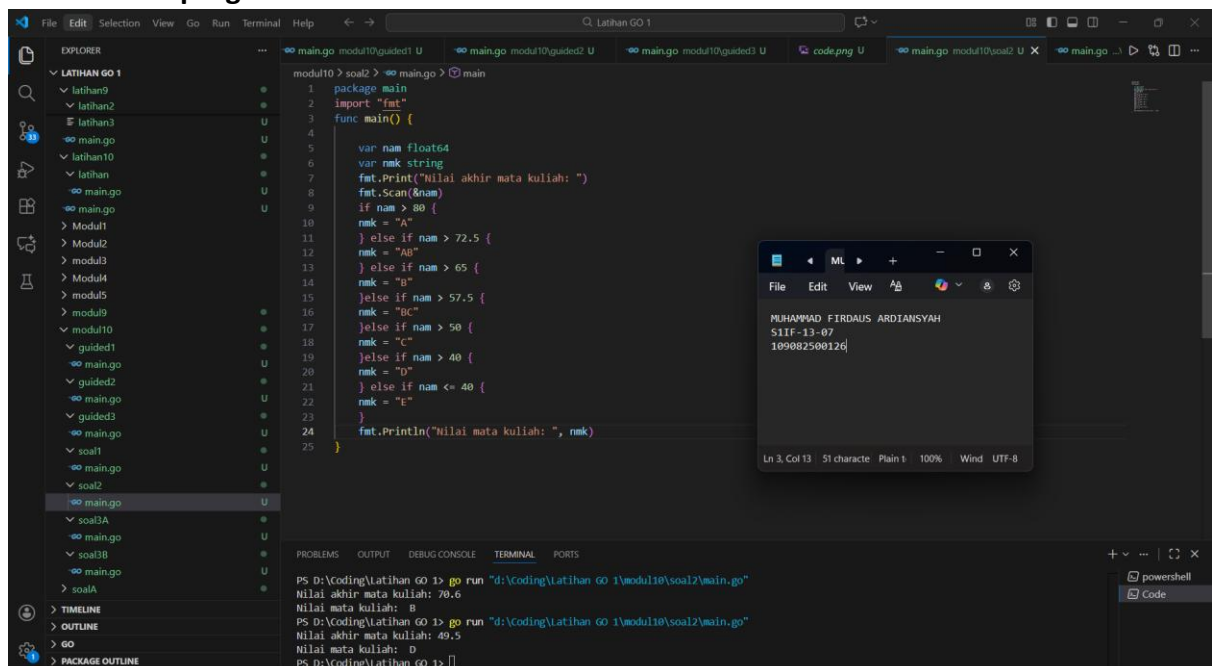 File Edit Selection View Go Run Terminal Help
Latihan GO 1
EXPLORER
main.go modul10\guided1 U
main.go modul10\guided2 U
main.go modul10\guided3 U
code.png U
main.go modul10\soal2 U
main.go
LATIHAN GO 1
latihan9
latihan2
latihan3 U
main.go U
latihan10
latihan
main.go U
main.go U
Modul1
Modul2
modul3
Modul4
modul5
modul9
modul10
guided1
main.go U
guided2
main.go U
guided3
main.go U
soal1
main.go U
soal2
main.go U
soal3A
main.go U
soal3B
main.go U
soalA
TIMELINE
OUTLINE
GO
PACKAGE OUTLINE
33
1
modul10 > soal2 > main.go > main
1 package main
2 import "fmt"
3 func main() {
4
5 var nam float64
6 var nmk string
7 fmt.Print("Nilai akhir mata kuliah: ")
8 fmt.Scan(&nam)
9 if nam > 80 {
10 nmk = "A"
11 } else if nam > 72.5 {
12 nmk = "AB"
13 } else if nam > 65 {
14 nmk = "B"
15 }else if nam > 57.5 {
16 nmk = "BC"
17 }else if nam > 50 {
18 nmk = "C"
19 }else if nam > 40 {
20 nmk = "D"
21 } else if nam <= 40 {
22 nmk = "E"
23 }
24 fmt.Println("Nilai mata kuliah: ", nmk)
25 }
File Edit View
MUHAMMAD FIRDAUS ARDIANSYAH
S1IF-13-07
109082500126
Ln 3, Col 13 51 characte Plain t 100% Wind UTF-8
PROBLEMS OUTPUT DEBUG CONSOLE TERMINAL PORTS
powershell
Code
PS D:\Coding\Latihan GO 1> go run "d:\Coding\Latihan GO 1\modul10\soal2\main.go"
Nilai akhir mata kuliah: 70.6
Nilai mata kuliah:  B
PS D:\Coding\Latihan GO 1> go run "d:\Coding\Latihan GO 1\modul10\soal2\main.go"
Nilai akhir mata kuliah: 49.5
Nilai mata kuliah:  D
PS D:\Coding\Latihan GO 1>